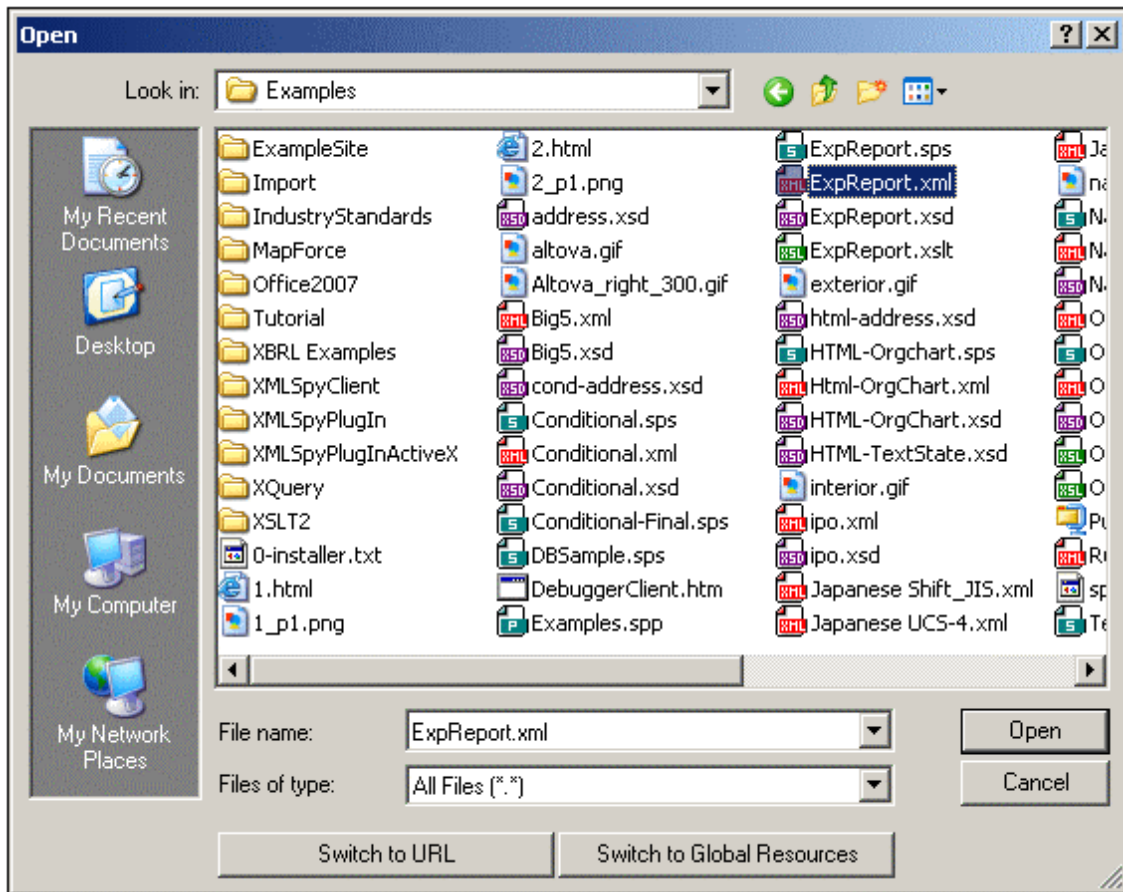 Open
Look in:
Examples
My Recent
Documents
Desktop
My Documents
My Computer
My Network
Places
ExampleSite
Import
IndustryStandards
MapForce
Office2007
Tutorial
XBRL Examples
XMLSpyClient
XMLSpyPlugIn
XMLSpyPlugInActiveX
XQuery
XSLT2
0-installer.txt
1.html
1_p1.png
2.html
2_p1.png
address.xsd
altova.gif
Altova_right_300.gif
Big5.xml
Big5.xsd
cond-address.xsd
Conditional.sps
Conditional.xml
Conditional.xsd
Conditional-Final.sps
DBSample.sps
DebuggerClient.htm
Examples.spp
ExpReport.sps
ExpReport.xml
ExpReport.xsd
ExpReport.xslt
exterior.gif
html-address.xsd
HTML-Orgchart.sps
Html-OrgChart.xml
HTML-OrgChart.xsd
HTML-TextState.xsd
interior.gif
ipo.xml
ipo.xsd
Japanese Shift_JIS.xml
Japanese UCS-4.xml
File name:
ExpReport.xml
Open
Files of type:
All Files (*.*)
Cancel
Switch to URL
Switch to Global Resources